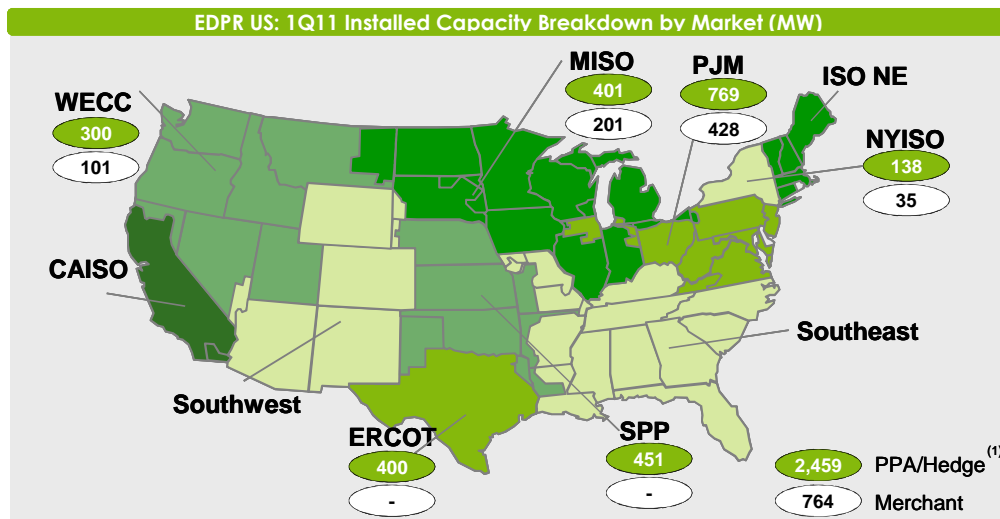 EDPR US: 1Q11 Installed Capacity Breakdown by Market (MW)
MISO
401
201
PJM
769
428
ISO NE
WECC
300
101
NYISO
138
35
CAISO
Southeast
Southwest
ERCOT
400
-
SPP
451
-
2,459 PPA/Hedge (1)
764 Merchant